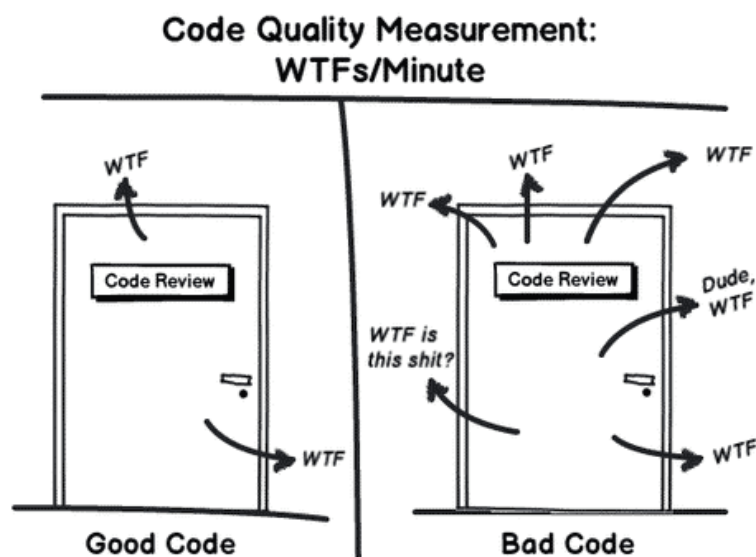 Code Quality Measurement:
WTFs/Minute
WTF
Code Review
WTF
Good Code
WTF
WTF
WTF
Code Review
Dude,
WTF
WTF is
this shit?
WTF
Bad Code